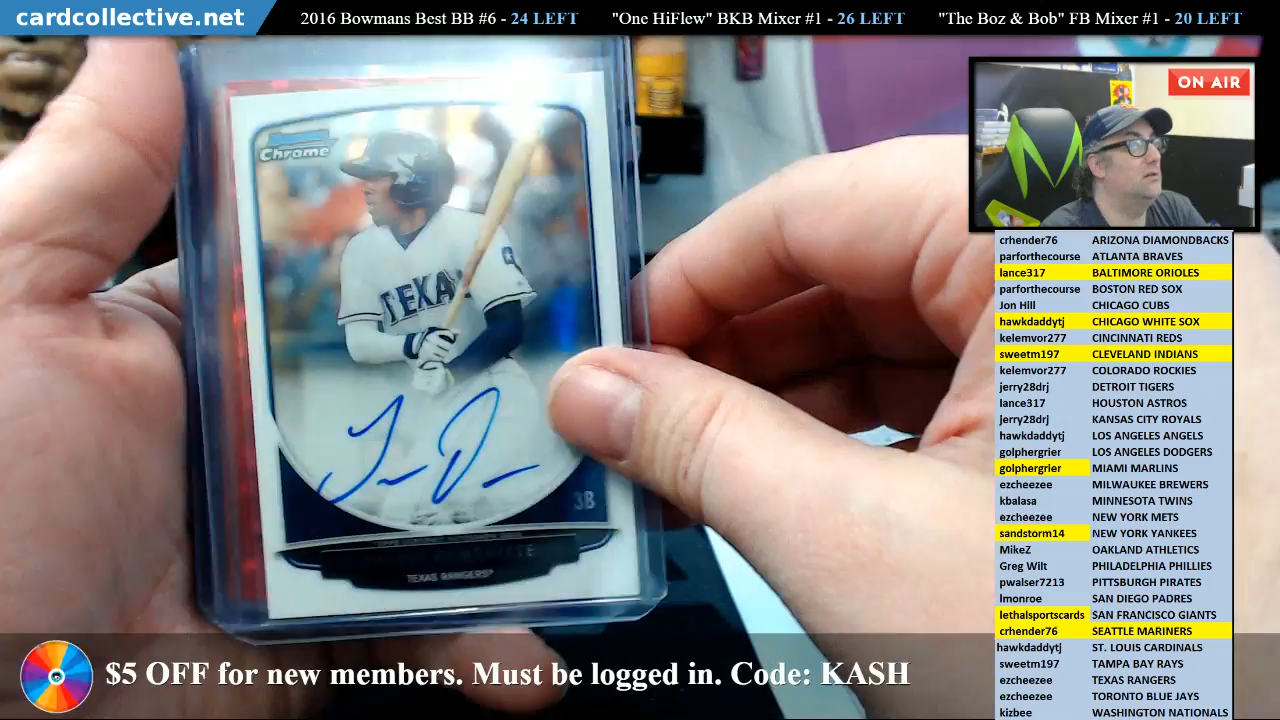 cardcollective.net
2016 Bowmans Best BB #6 - 24 LEFT
"One HiFlew" BKB Mixer #1 - 26 LEFT
"The Boz & Bob" FB Mixer #1 - 20 LEFT
ON AIR
Chrome
TEXA
3B
TEXAS RANGERS
crhender76 ARIZONA DIAMONDBACKS
parforthecourse ATLANTA BRAVES
lance317 BALTIMORE ORIOLES
parforthecourse BOSTON RED SOX
Jon Hill CHICAGO CUBS
hawkdaddytj CHICAGO WHITE SOX
kelemvor277 CINCINNATI REDS
sweetm197 CLEVELAND INDIANS
kelemvor277 COLORADO ROCKIES
jerry28drj DETROIT TIGERS
lance317 HOUSTON ASTROS
jerry28drj KANSAS CITY ROYALS
hawkdaddytj LOS ANGELES ANGELS
golphergrier LOS ANGELES DODGERS
golphergrier MIAMI MARLINS
ezcheezee MILWAUKEE BREWERS
kbalasa MINNESOTA TWINS
ezcheezee NEW YORK METS
sandstorm14 NEW YORK YANKEES
MikeZ OAKLAND ATHLETICS
Greg Wilt PHILADELPHIA PHILLIES
pwalser7213 PITTSBURGH PIRATES
lmonroe SAN DIEGO PADRES
lethalsportscards SAN FRANCISCO GIANTS
crhender76 SEATTLE MARINERS
hawkdaddytj ST. LOUIS CARDINALS
sweetm197 TAMPA BAY RAYS
ezcheezee TEXAS RANGERS
ezcheezee TORONTO BLUE JAYS
kizbee WASHINGTON NATIONALS
$5 OFF for new members. Must be logged in. Code: KASH